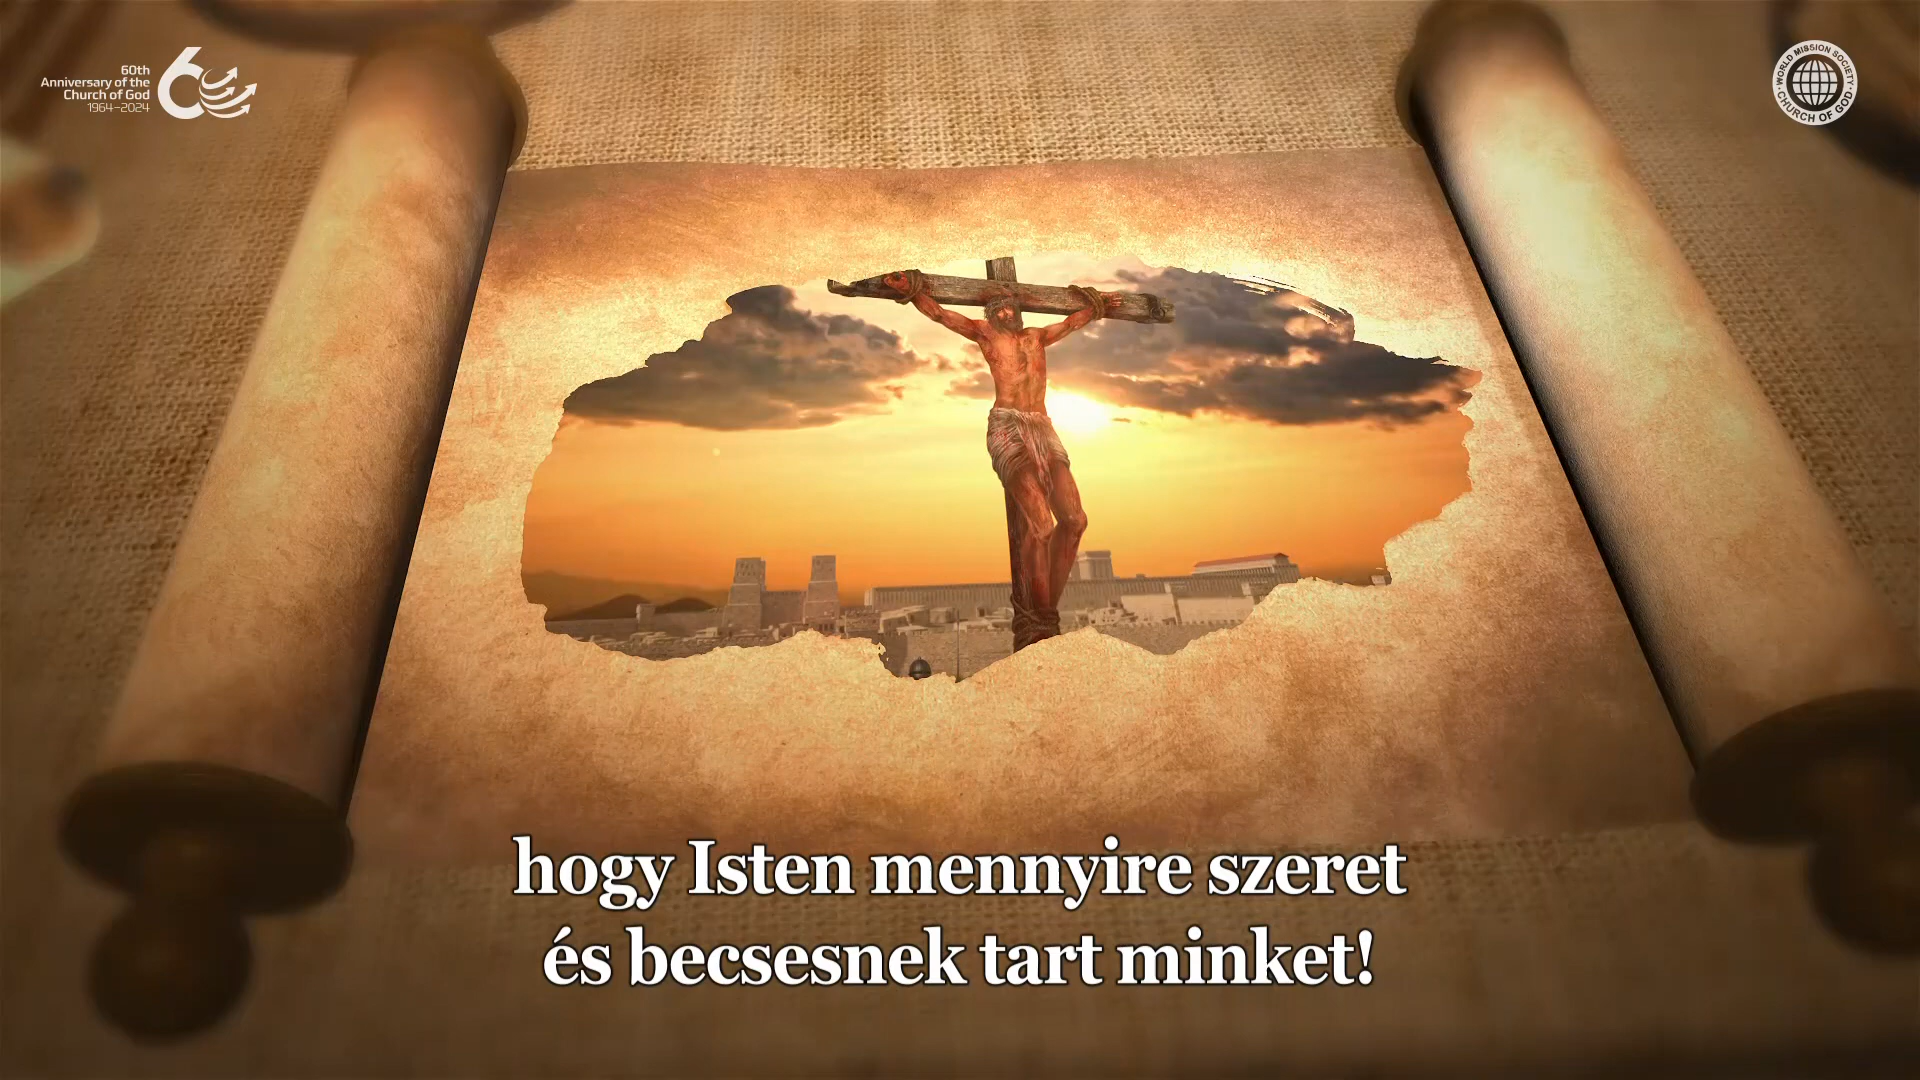 60th
Anniversary of the
Church of God
1964–2024
60
WORLD MISSION SOCIETY
CHURCH OF GOD
hogy Isten mennyire szeret
és becsesnek tart minket!